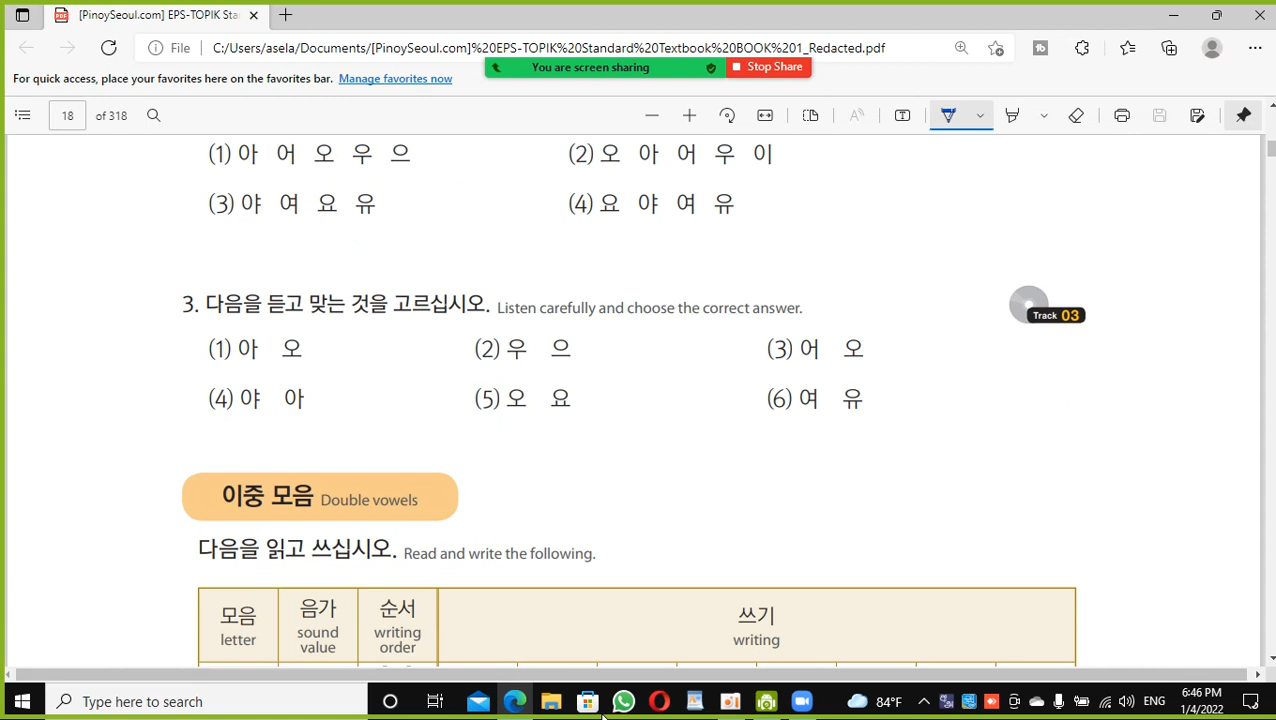 [PinoySeoul.com] EPS-TOPIK Sta
File C:/Users/asela/Documents/[PinoySeoul.com]%20EPS-TOPIK%20Standard%20Textbook%20BOOK%201_Redacted.pdf
For quick access, place your favorites here on the favorites bar. Manage favorites now
You are screen sharing Stop Share
18 of 318
(1) 아 어 오 우 으 (2) 오 아 어 우 이
(3) 야 여 요 유 (4) 요 야 여 유
3. 다음을 듣고 맞는 것을 고르십시오. Listen carefully and choose the correct answer. Track 03
(1) 아 오 (2) 우 으 (3) 어 오
(4) 야 아 (5) 오 요 (6) 여 유
이중 모음 Double vowels
다음을 읽고 쓰십시오. Read and write the following.
모음 음가 순서 쓰기
letter sound value writing order writing
Type here to search 84°F ENG 6:46 PM
1/4/2022